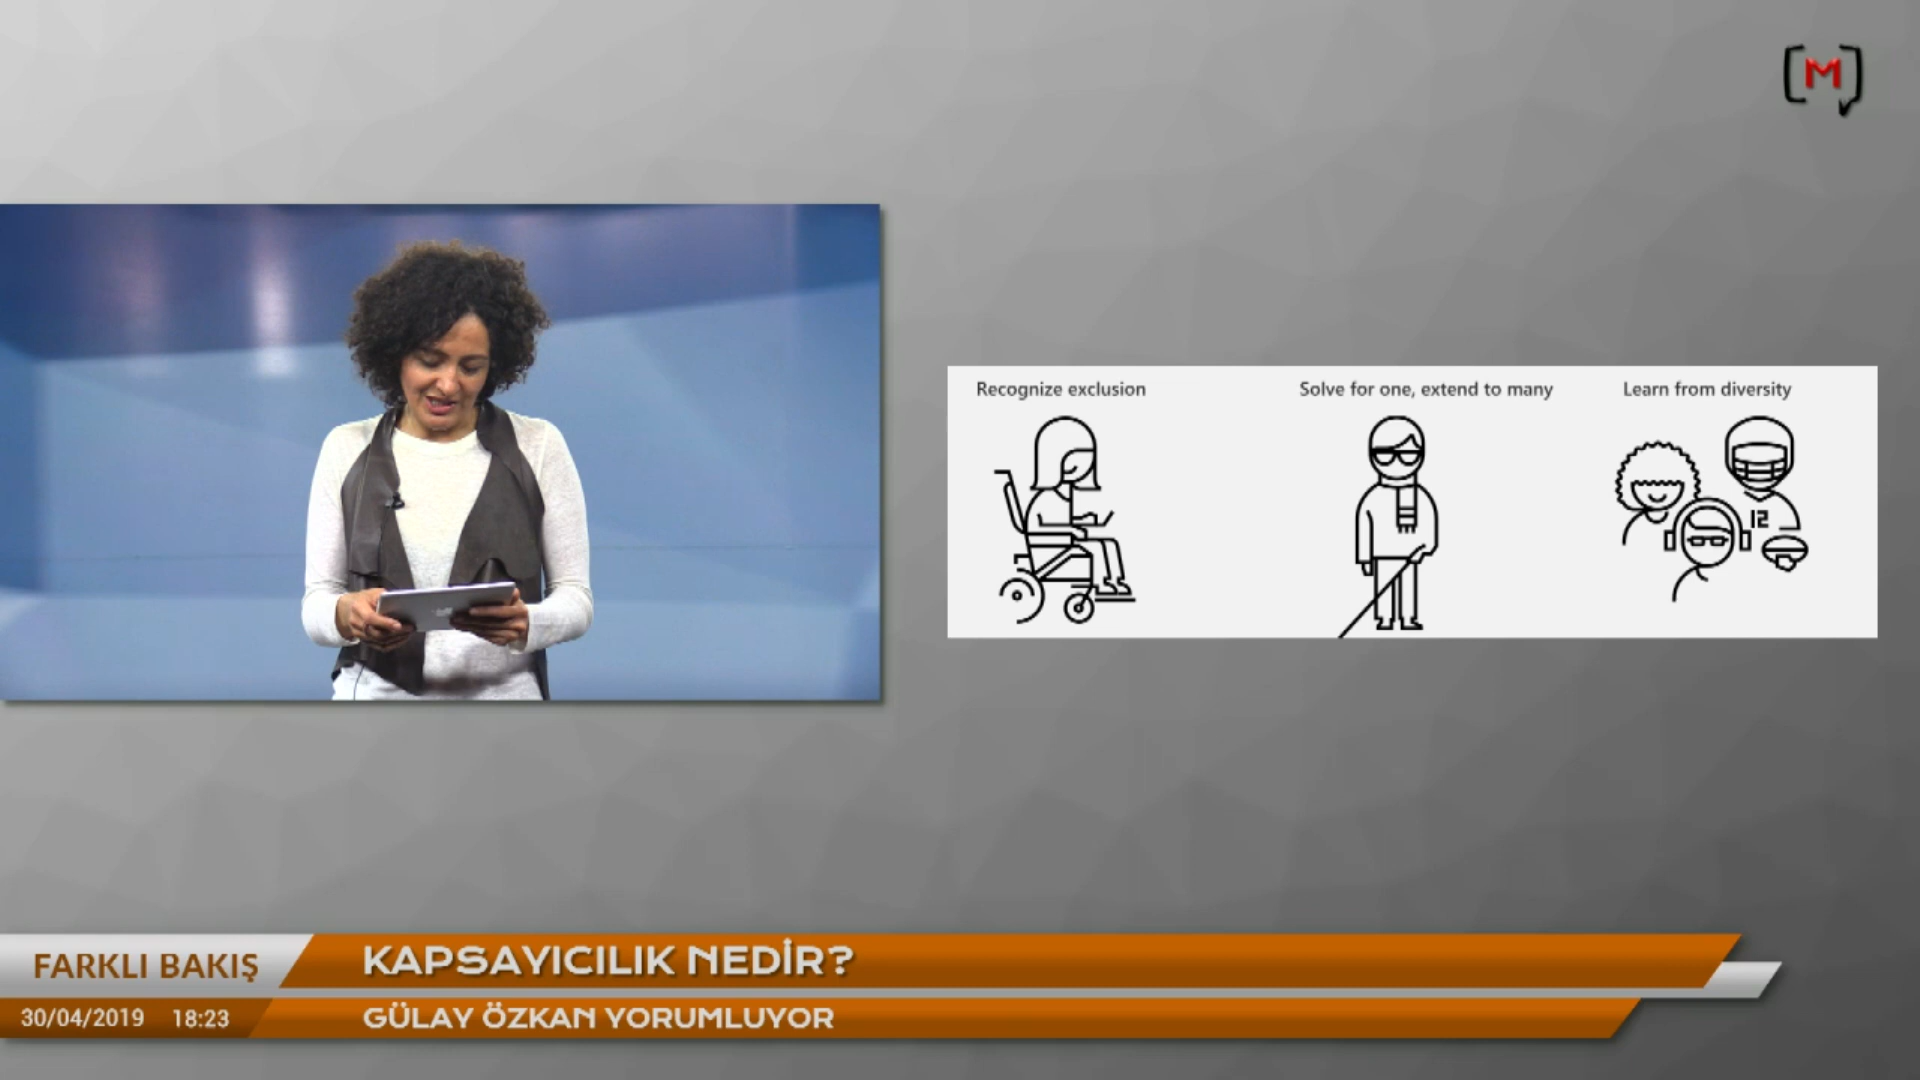 M
Recognize exclusion
Solve for one, extend to many
Learn from diversity
12
FARKLI BAKIŞ
KAPSAYICILIK NEDİR?
30/04/2019 18:23
GÜLAY ÖZKAN YORUMLUYOR